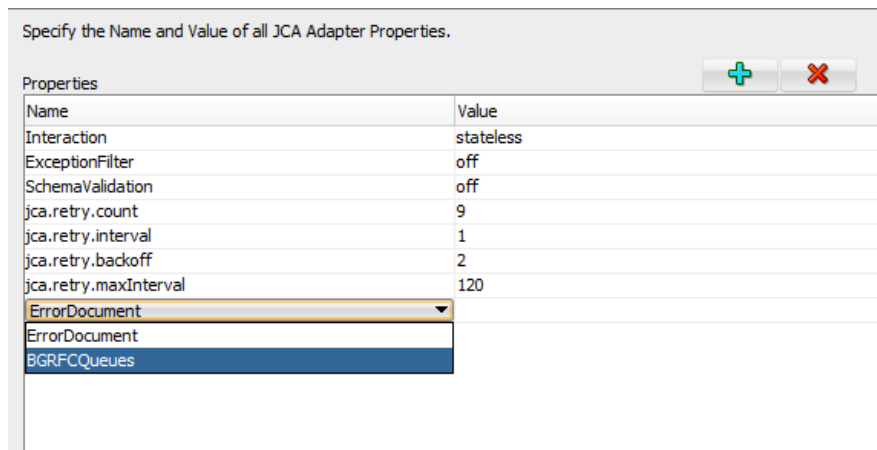 Specify the Name and Value of all JCA Adapter Properties.
Properties
Name Value
Interaction stateless
ExceptionFilter off
SchemaValidation off
jca.retry.count 9
jca.retry.interval 1
jca.retry.backoff 2
jca.retry.maxInterval 120
ErrorDocument
ErrorDocument
BGRFCQueues